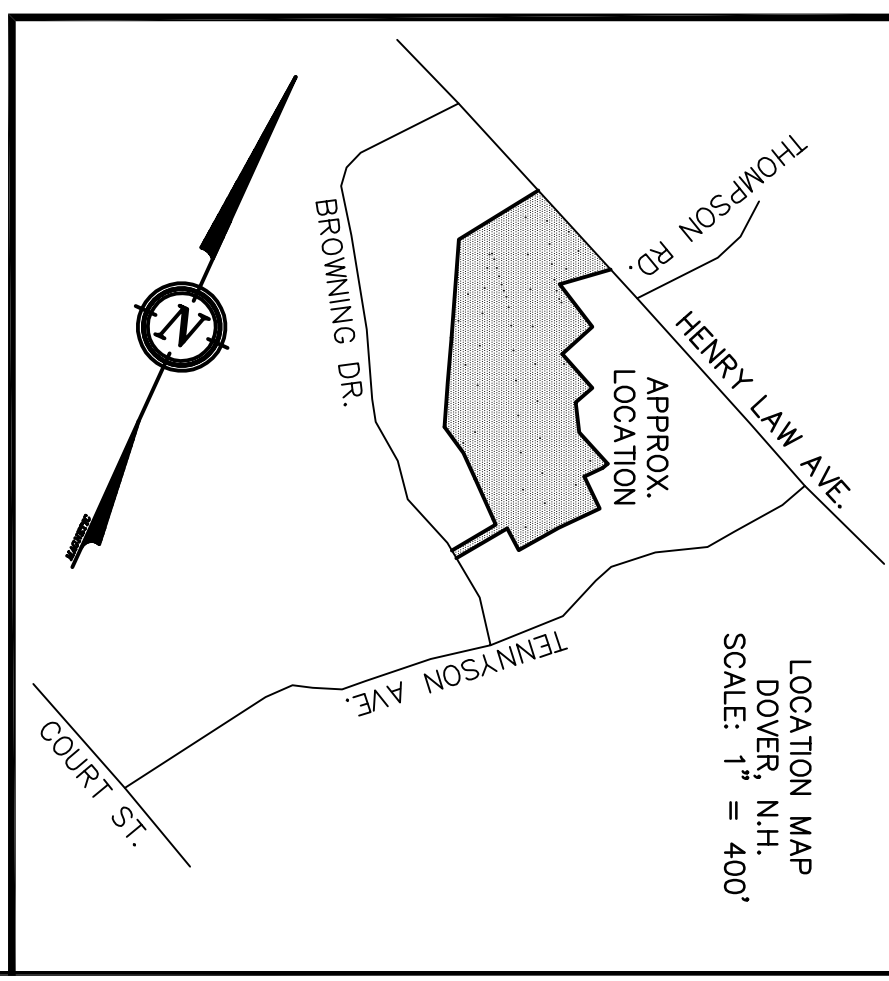 LOCATION MAP
DOVER, N.H.
SCALE: 1" = 400'
THOMPSON RD.
HENRY LAW AVE.
APPROX.
LOCATION
BROWNING DR.
TENNYSON AVE.
COURT ST.
N
MAGNETIC